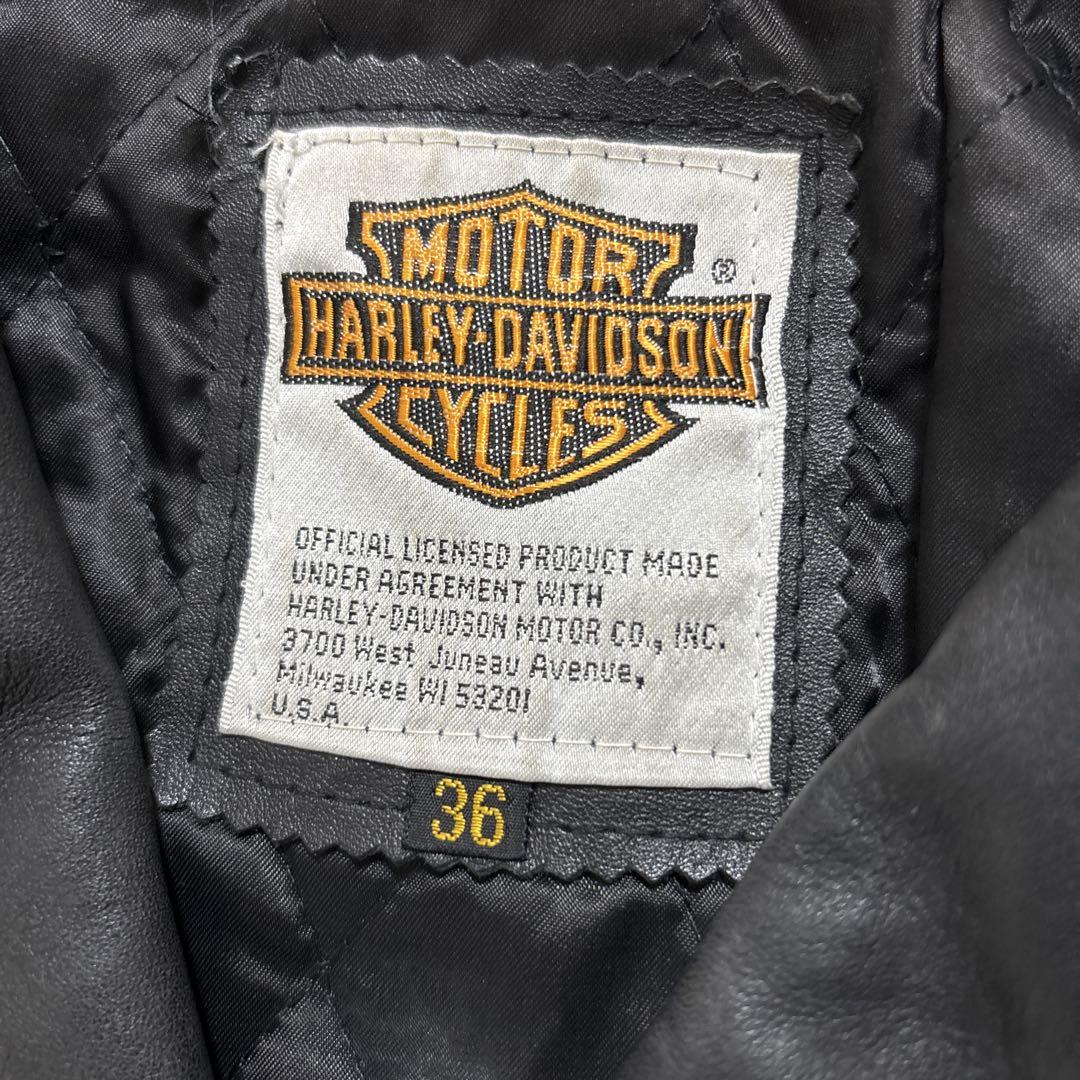 MOTOR
®
HARLEY-DAVIDSON
CYCLES
OFFICIAL LICENSED PRODUCT MADE
UNDER AGREEMENT WITH
HARLEY-DAVIDSON MOTOR CO., INC.
3700 West Juneau Avenue,
Milwaukee WI 53201
U.S.A.
36